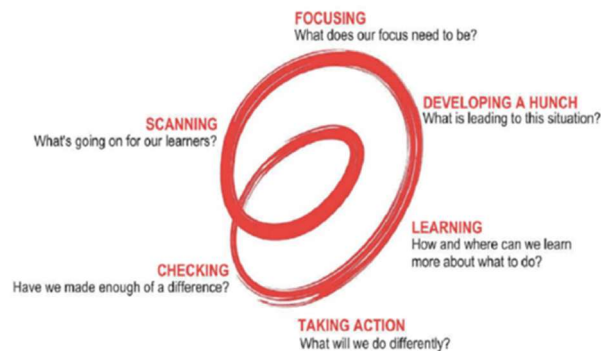 FOCUSING
What does our focus need to be?
DEVELOPING A HUNCH
What is leading to this situation?
SCANNING
What's going on for our learners?
LEARNING
How and where can we learn
more about what to do?
CHECKING
Have we made enough of a difference?
TAKING ACTION
What will we do differently?